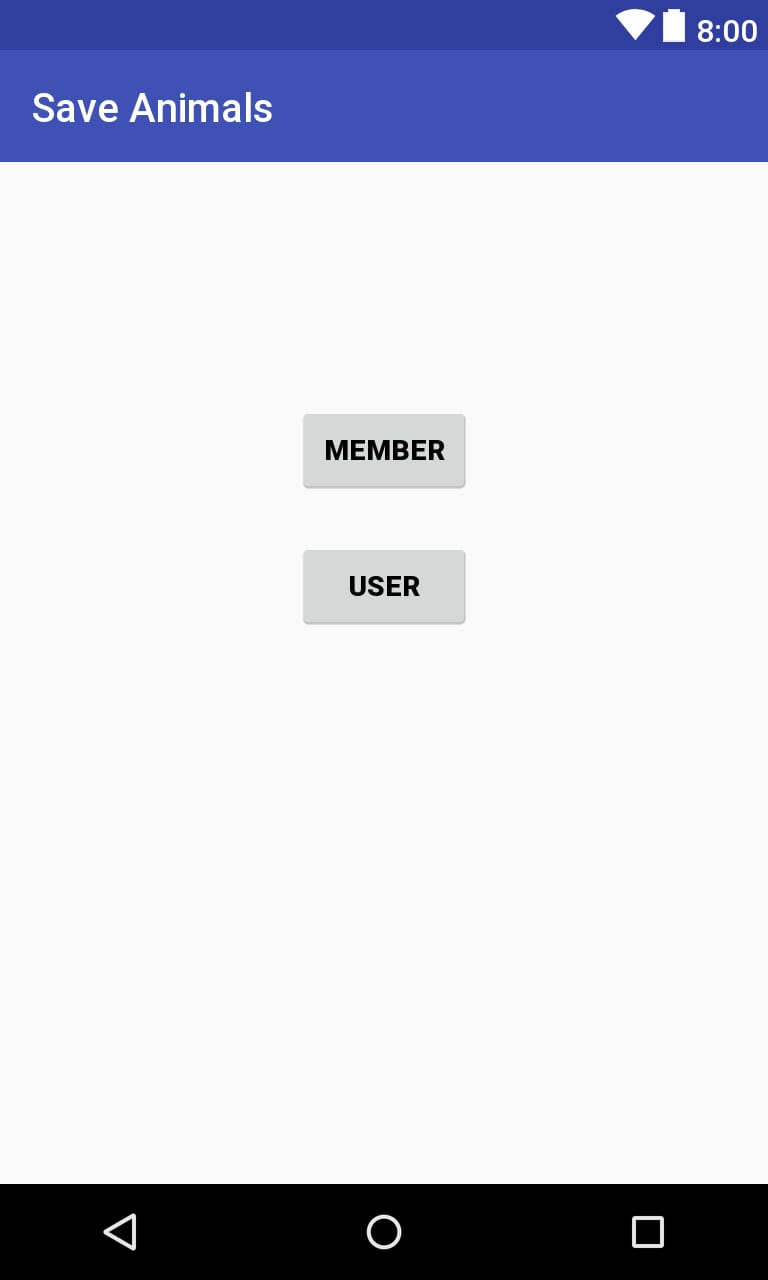 8:00
Save Animals
MEMBER
USER